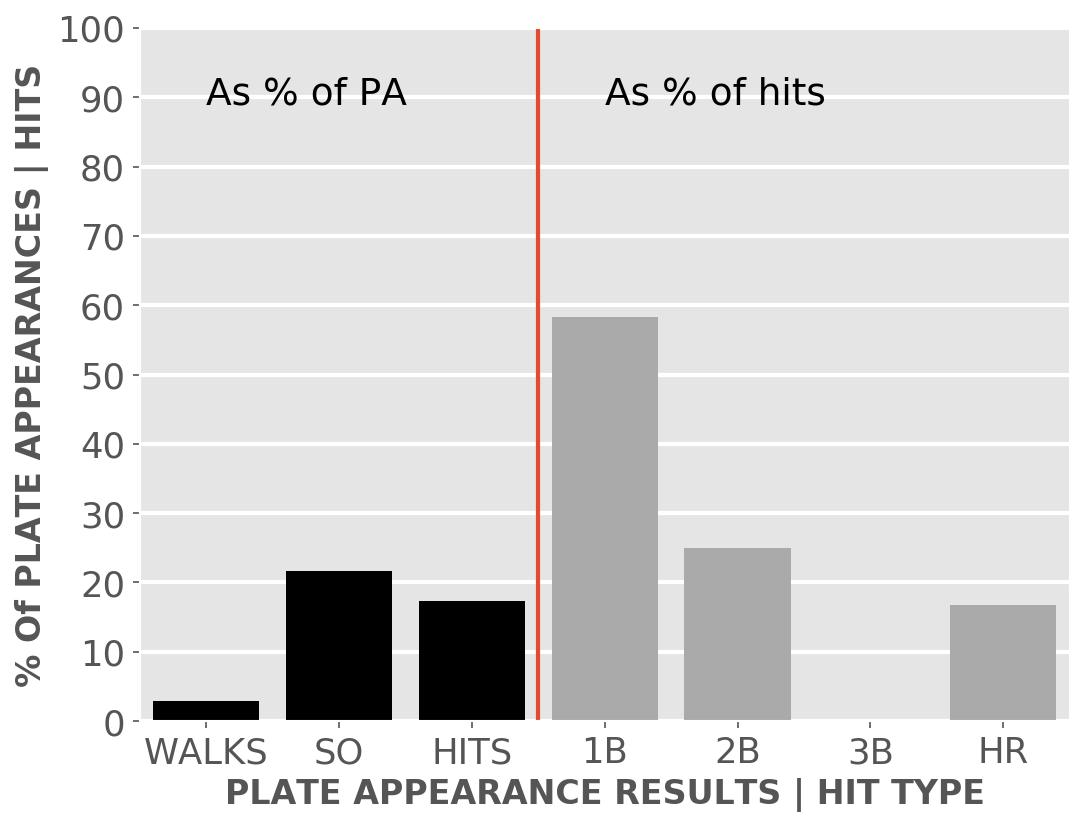 % Of PLATE APPEARANCES | HITS
100
90
80
70
60
50
40
30
20
10
0
As % of PA
As % of hits
WALKS SO HITS 1B 2B 3B HR
PLATE APPEARANCE RESULTS | HIT TYPE